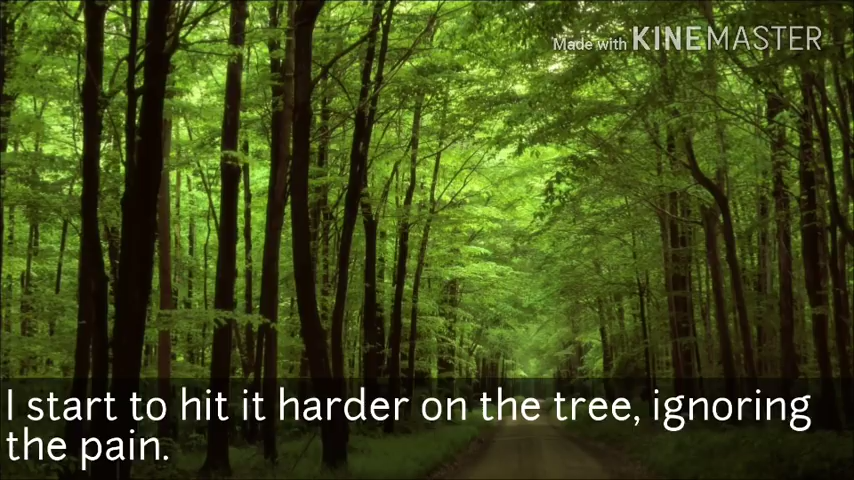 Made with KINEMASTER
I start to hit it harder on the tree, ignoring
the pain.